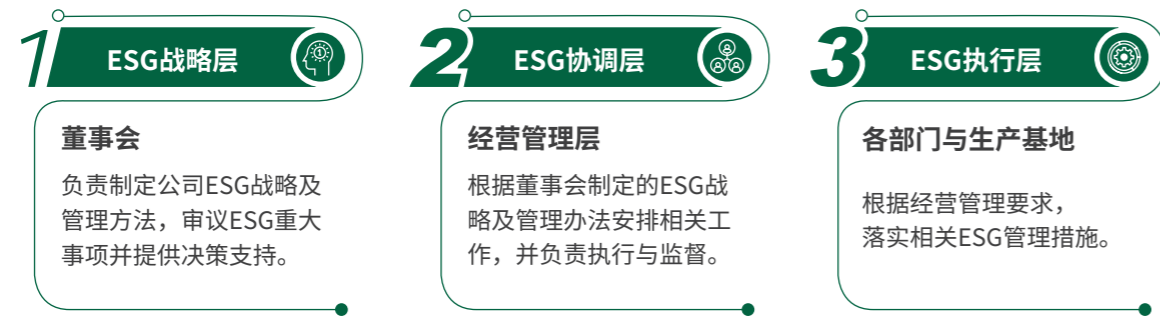 1
ESG战略层
董事会
负责制定公司ESG战略及
管理方法，审议ESG重大
事项并提供决策支持。
2
ESG协调层
经营管理层
根据董事会制定的ESG战
略及管理办法安排相关工
作，并负责执行与监督。
3
ESG执行层
各部门与生产基地
根据经营管理要求，
落实相关ESG管理措施。